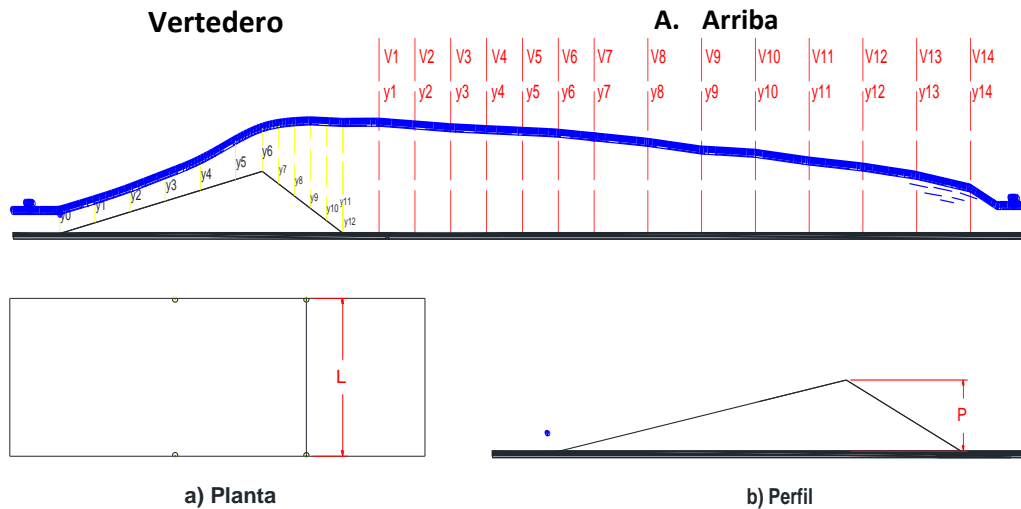 Vertedero
A. Arriba
V1 V2 V3 V4 V5 V6 V7 V8 V9 V10 V11 V12 V13 V14
y1 y2 y3 y4 y5 y6 y7 y8 y9 y10 y11 y12 y13 y14
y0 y1 y2 y3 y4 y5 y6 y7 y8 y9 y10 y11 y12
L
P
a) Planta
b) Perfil